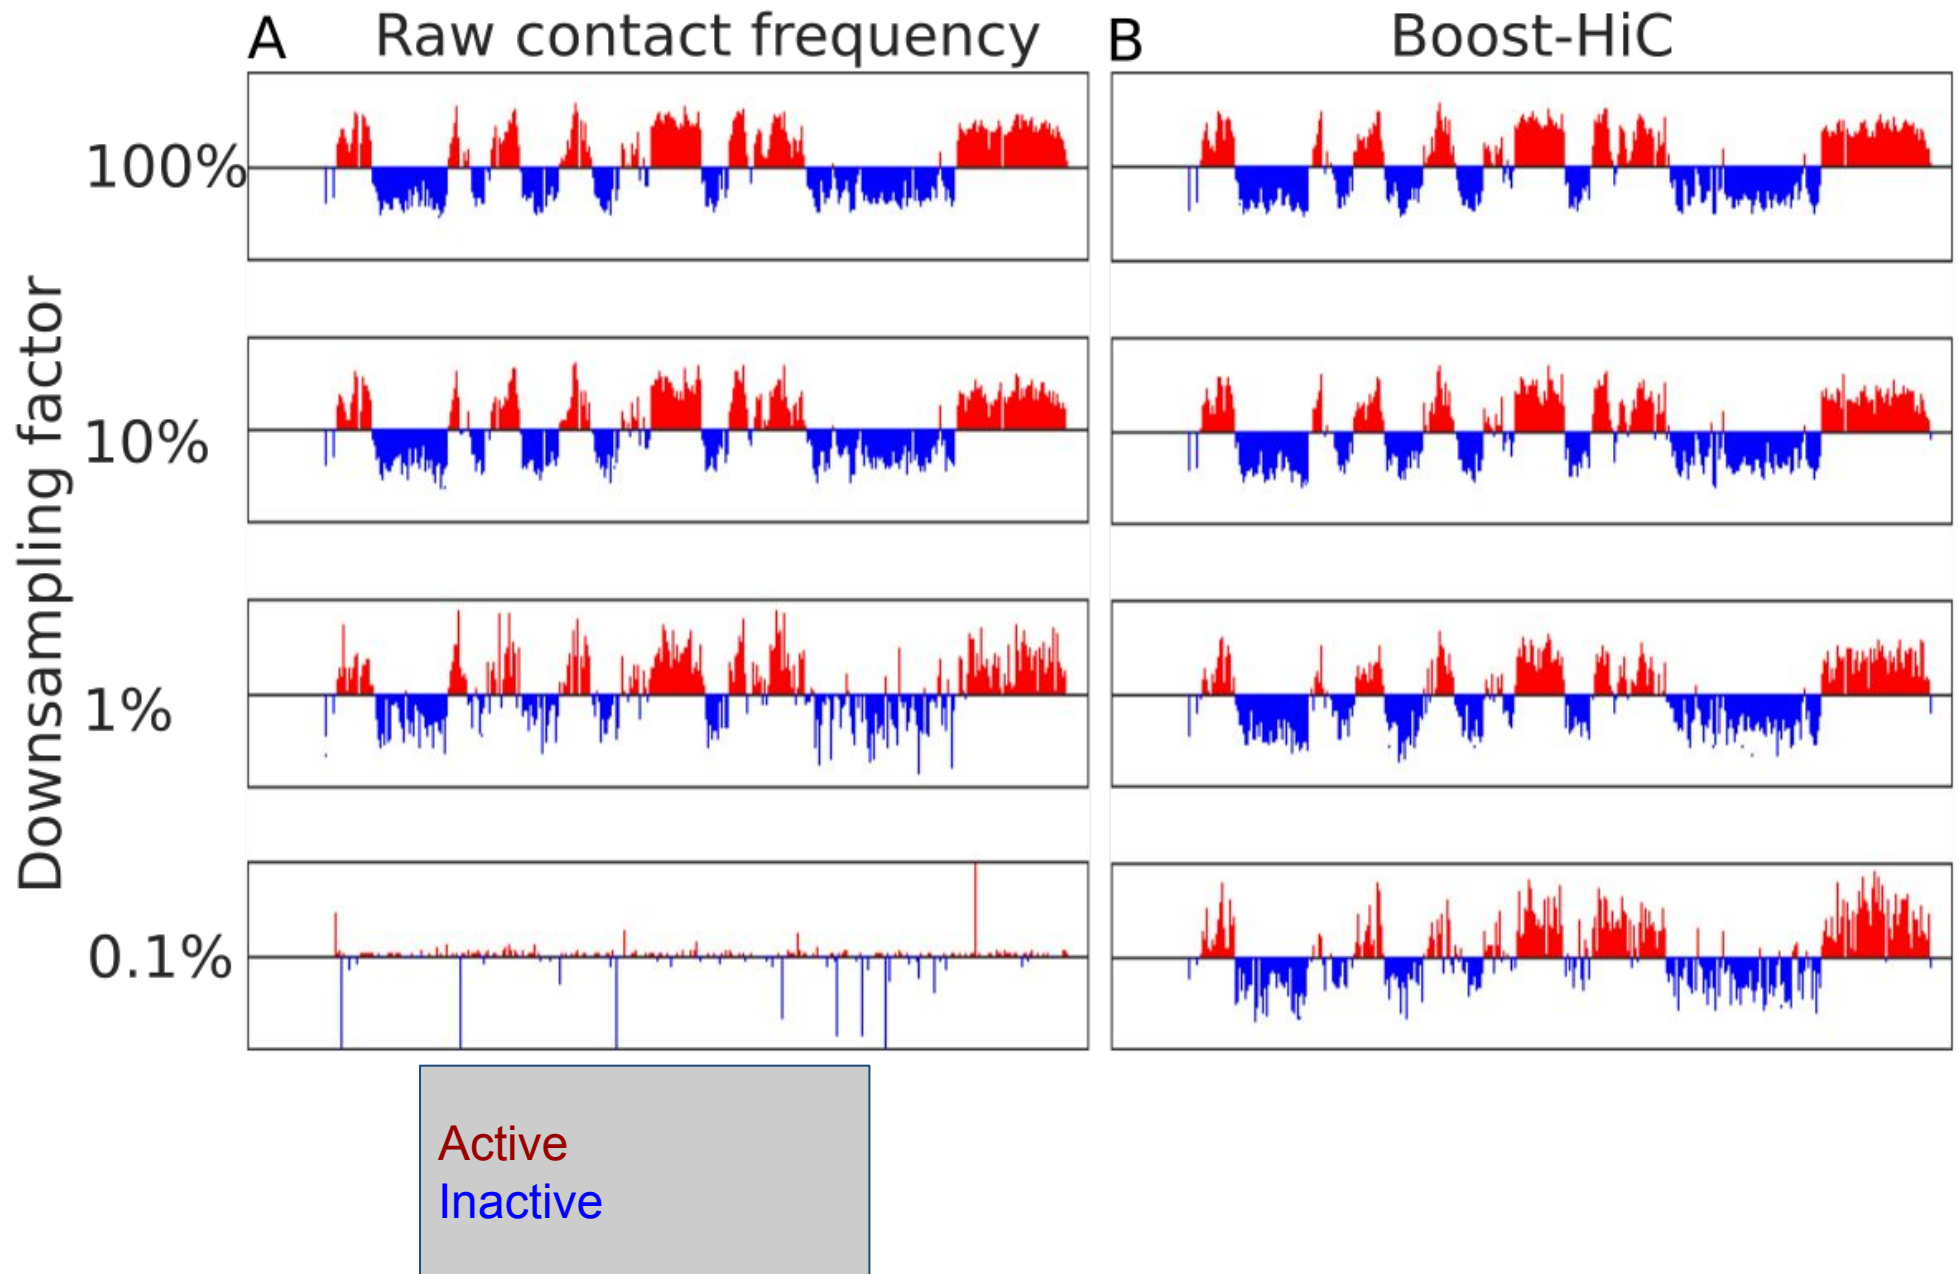 A Raw contact frequency
B Boost-HiC
Downsampling factor
100%
10%
1%
0.1%
Active
Inactive